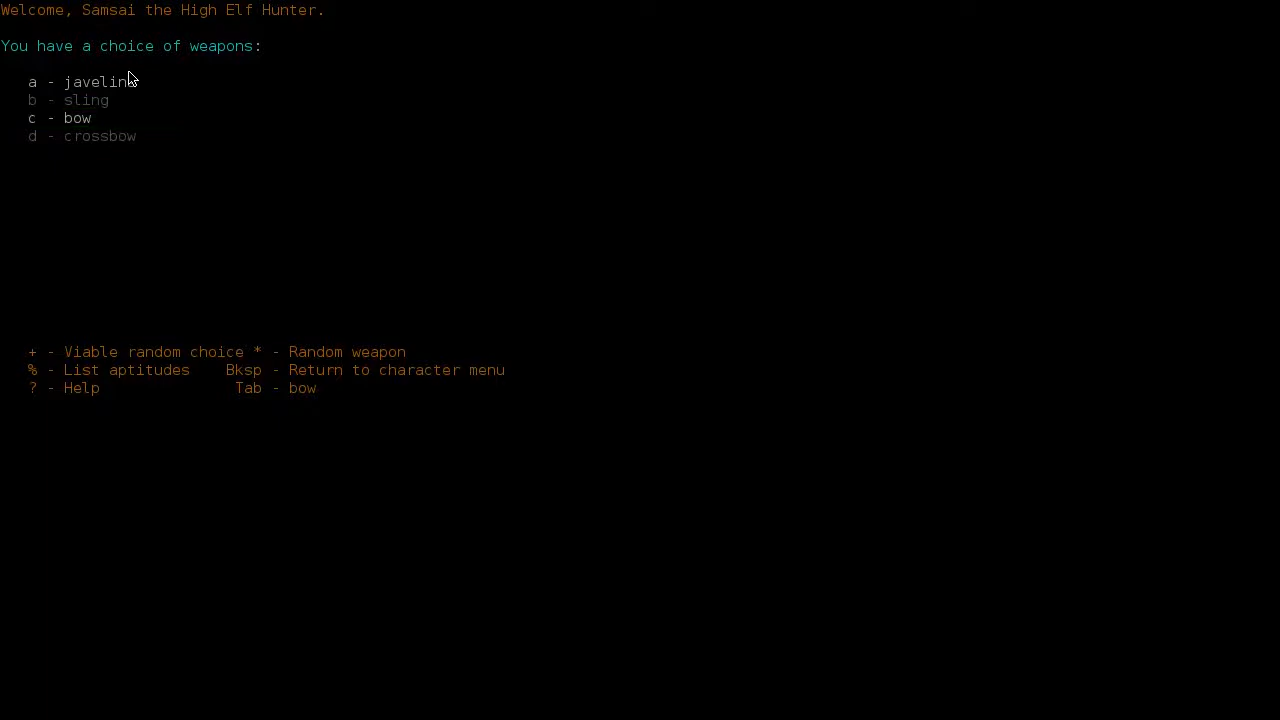 Welcome, Samsai the High Elf Hunter.
You have a choice of weapons:
a - javelins
b - sling
c - bow
d - crossbow
+ - Viable random choice * - Random weapon
% - List aptitudes    Bksp - Return to character menu
? - Help               Tab - bow